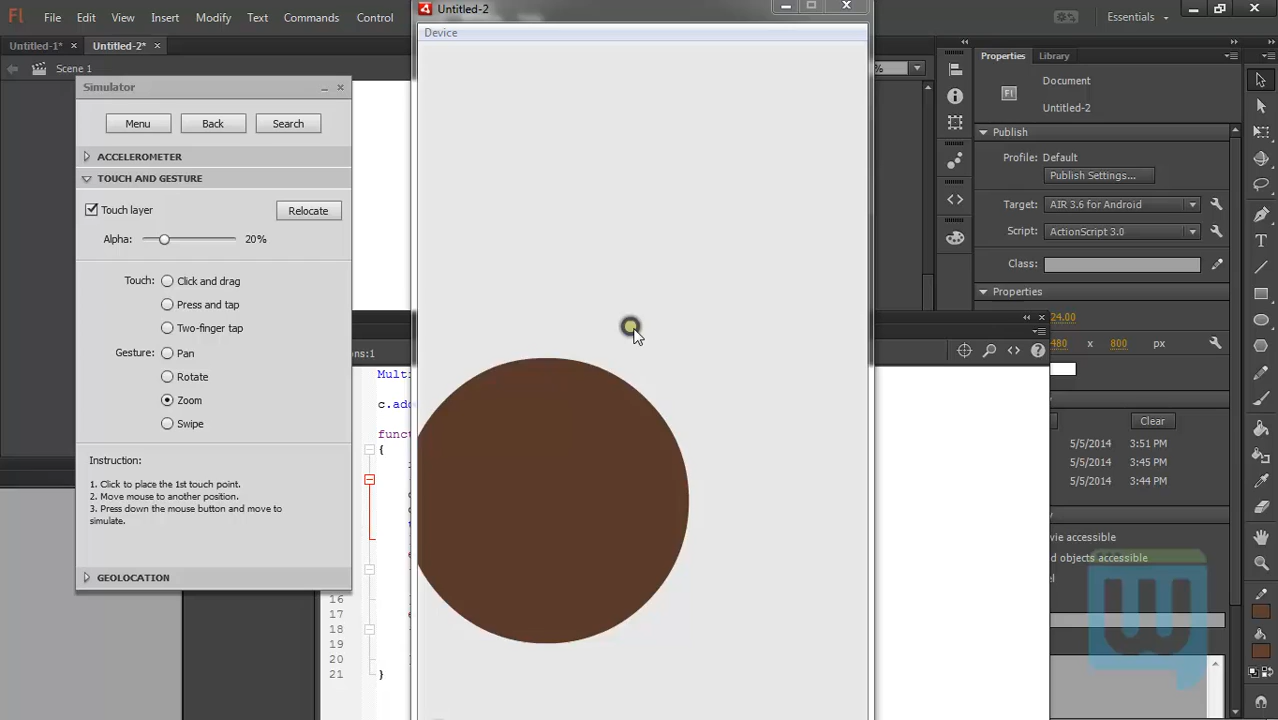 Fl File Edit View Insert Modify Text Commands Control
Untitled-2
Essentials
Device
Untitled-1* × Untitled-2* ×
Scene 1
%
Properties Library
Simulator
Menu Back Search
ACCELEROMETER
TOUCH AND GESTURE
Touch layer Relocate
Alpha: 20%
Touch: Click and drag
Press and tap
Two-finger tap
Gesture: Pan
Rotate
Zoom
Swipe
Instruction:
1. Click to place the 1st touch point.
2. Move mouse to another position.
3. Press down the mouse button and move to
simulate.
GEOLOCATION
Fl Document
Untitled-2
Publish
Profile: Default
Publish Settings...
Target: AIR 3.6 for Android
Script: ActionScript 3.0
Class:
Properties
24.00
480 x 800 px
Clear
5/5/2014 3:51 PM
5/5/2014 3:45 PM
5/5/2014 3:44 PM
ons:1
Mult
c.add
funct
{
16
17
18
19
20
21 }